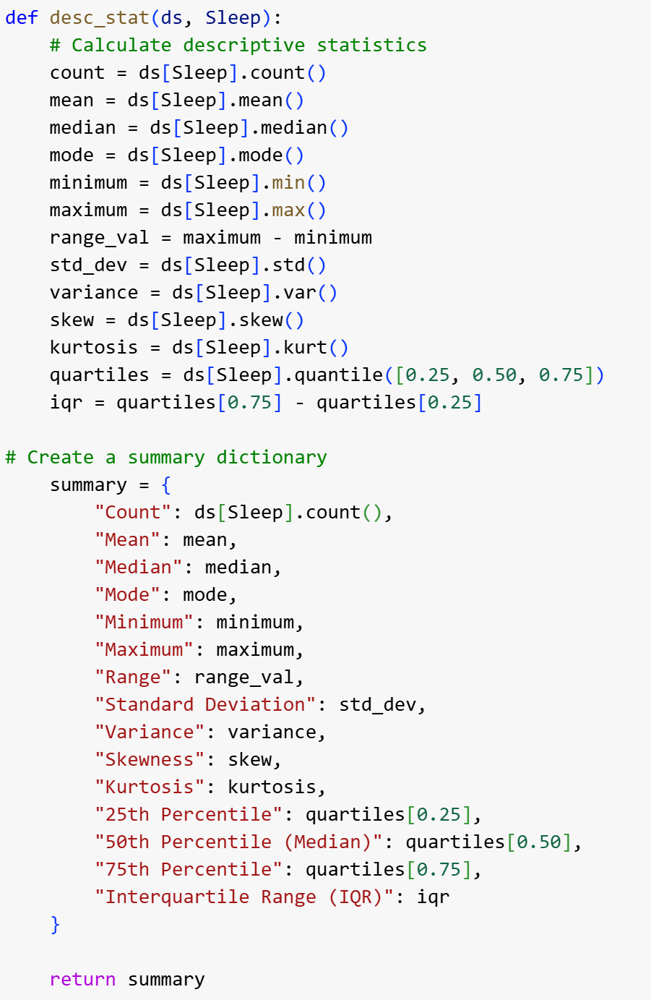 def desc_stat(ds, Sleep):
    # Calculate descriptive statistics
    count = ds[Sleep].count()
    mean = ds[Sleep].mean()
    median = ds[Sleep].median()
    mode = ds[Sleep].mode()
    minimum = ds[Sleep].min()
    maximum = ds[Sleep].max()
    range_val = maximum - minimum
    std_dev = ds[Sleep].std()
    variance = ds[Sleep].var()
    skew = ds[Sleep].skew()
    kurtosis = ds[Sleep].kurt()
    quartiles = ds[Sleep].quantile([0.25, 0.50, 0.75])
    iqr = quartiles[0.75] - quartiles[0.25]

# Create a summary dictionary
    summary = {
        "Count": ds[Sleep].count(),
        "Mean": mean,
        "Median": median,
        "Mode": mode,
        "Minimum": minimum,
        "Maximum": maximum,
        "Range": range_val,
        "Standard Deviation": std_dev,
        "Variance": variance,
        "Skewness": skew,
        "Kurtosis": kurtosis,
        "25th Percentile": quartiles[0.25],
        "50th Percentile (Median)": quartiles[0.50],
        "75th Percentile": quartiles[0.75],
        "Interquartile Range (IQR)": iqr
    }

    return summary